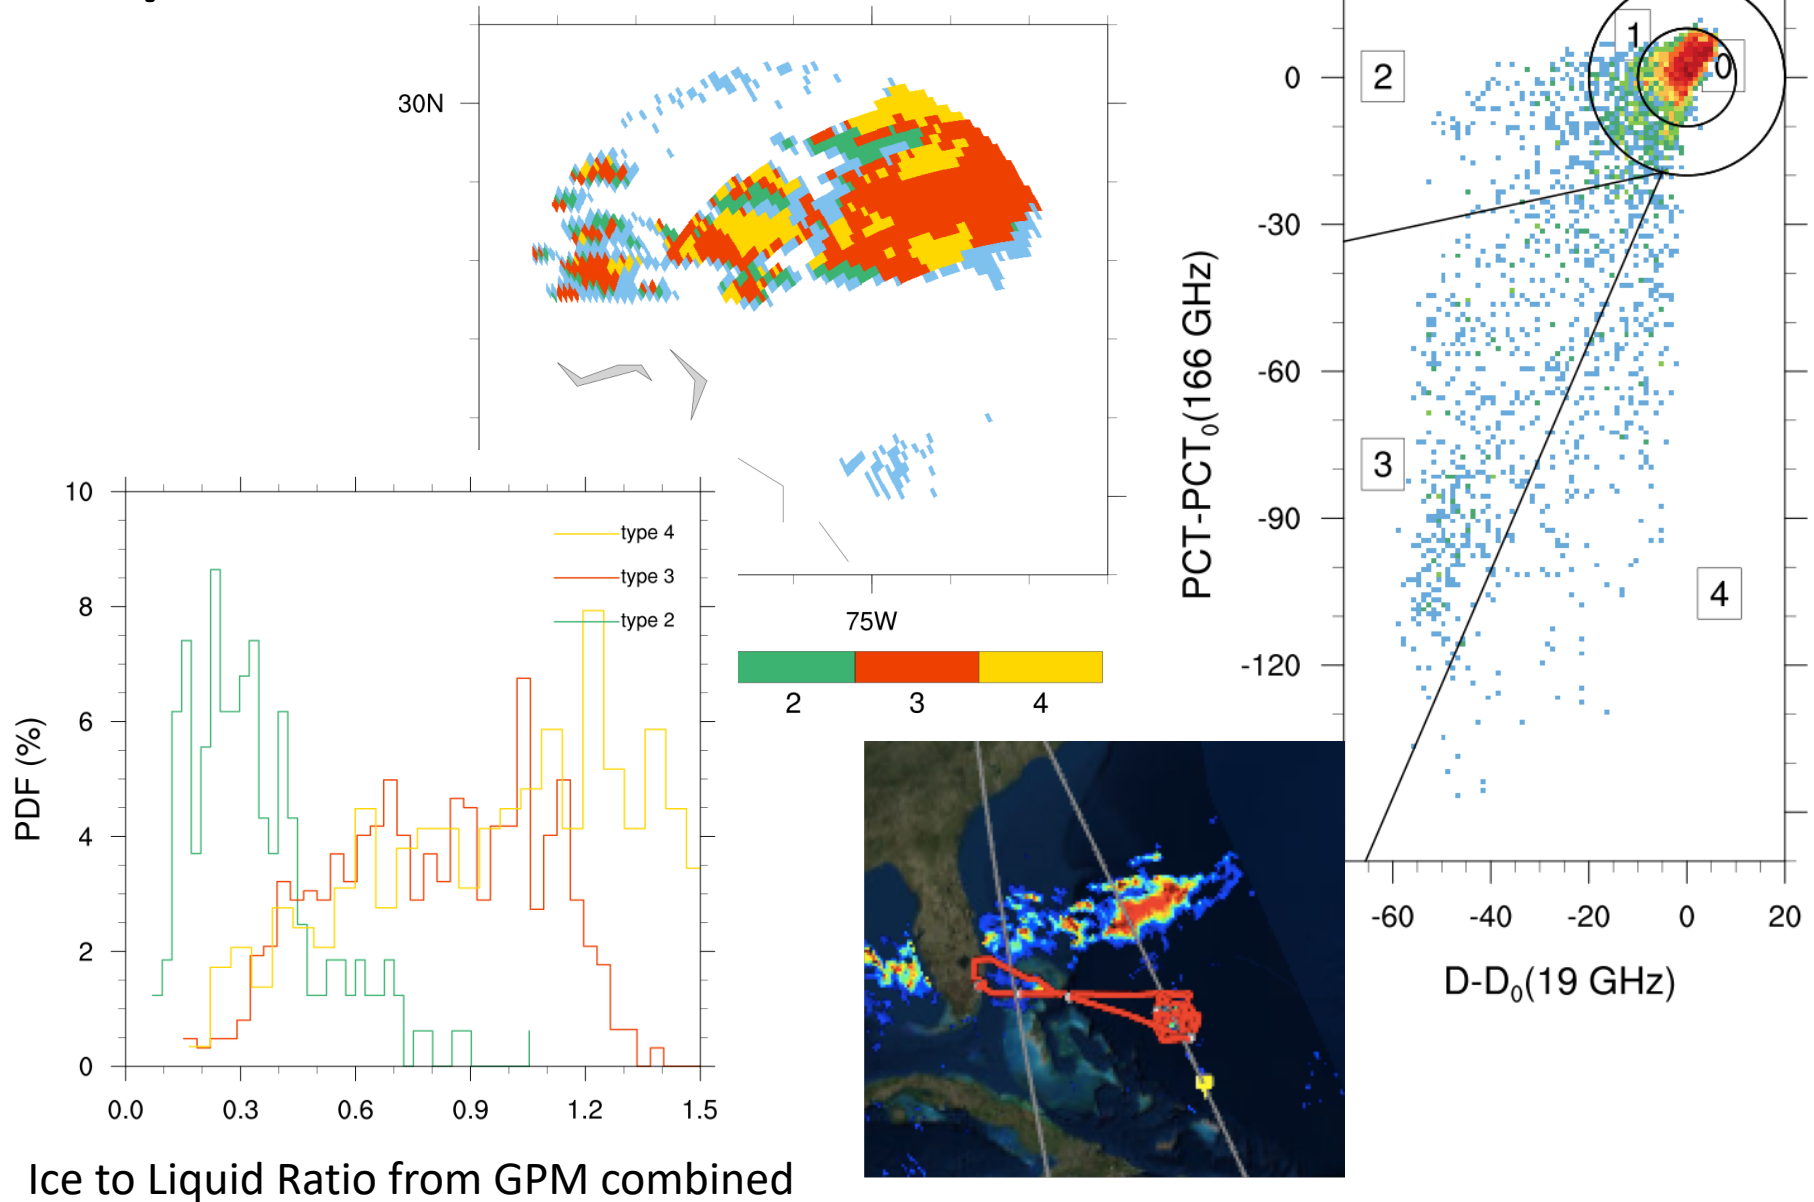 30N
75W
2 3 4
10
8
6
4
2
0
0.0 0.3 0.6 0.9 1.2 1.5
PDF (%)
type 4
type 3
type 2
Ice to Liquid Ratio from GPM combined
0
-30
-60
-90
-120
PCT-PCT₀(166 GHz)
1
0
2
3
4
-60 -40 -20 0 20
D-D₀(19 GHz)